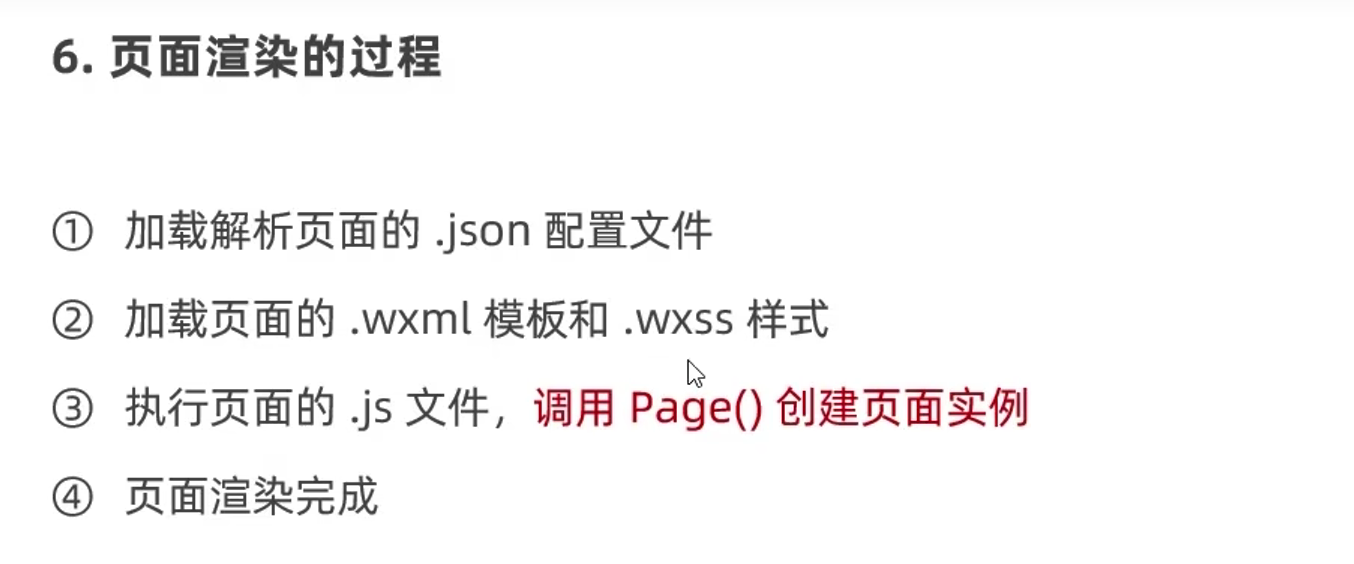 6. 页面渲染的过程
① 加载解析页面的 .json 配置文件
② 加载页面的 .wxml 模板和 .wxss 样式
③ 执行页面的 .js 文件，调用 Page() 创建页面实例
④ 页面渲染完成